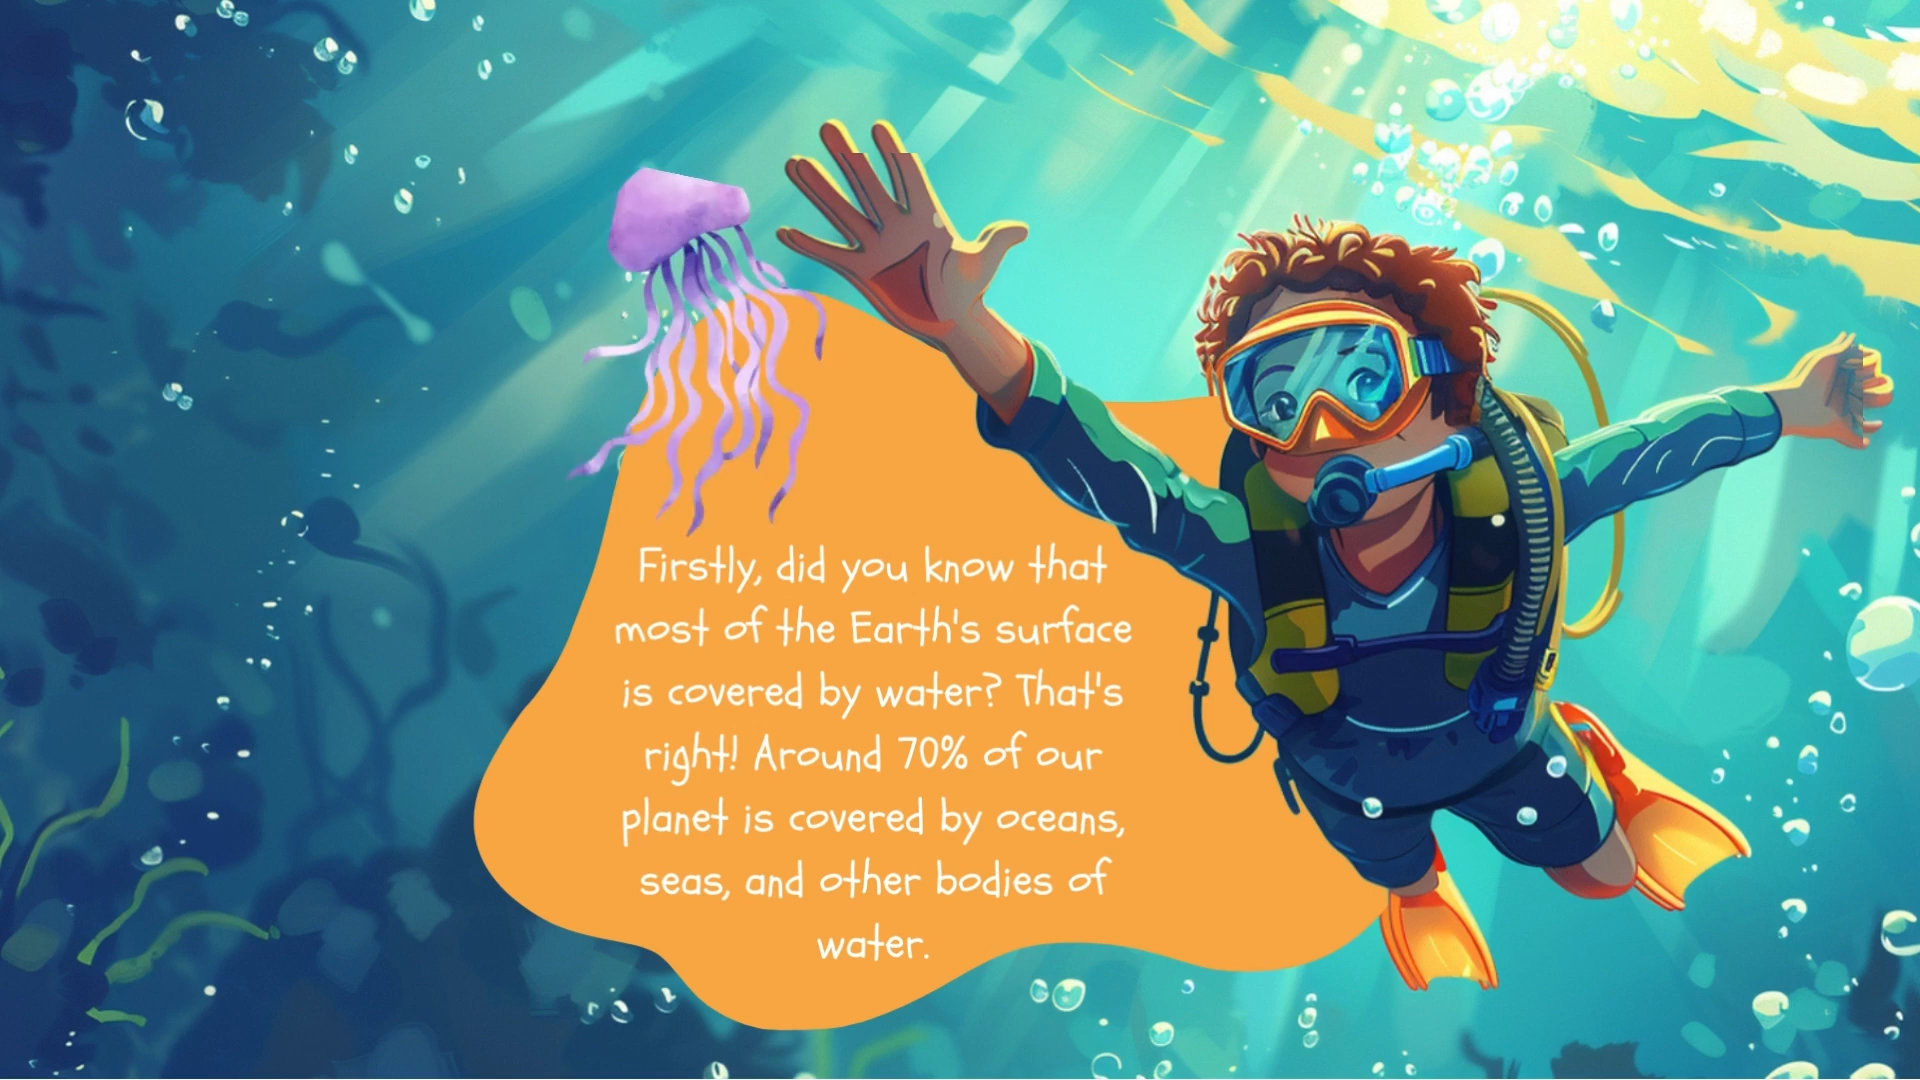 Firstly, did you know that
most of the Earth's surface
is covered by water? That's
right! Around 70% of our
planet is covered by oceans,
seas, and other bodies of
water.